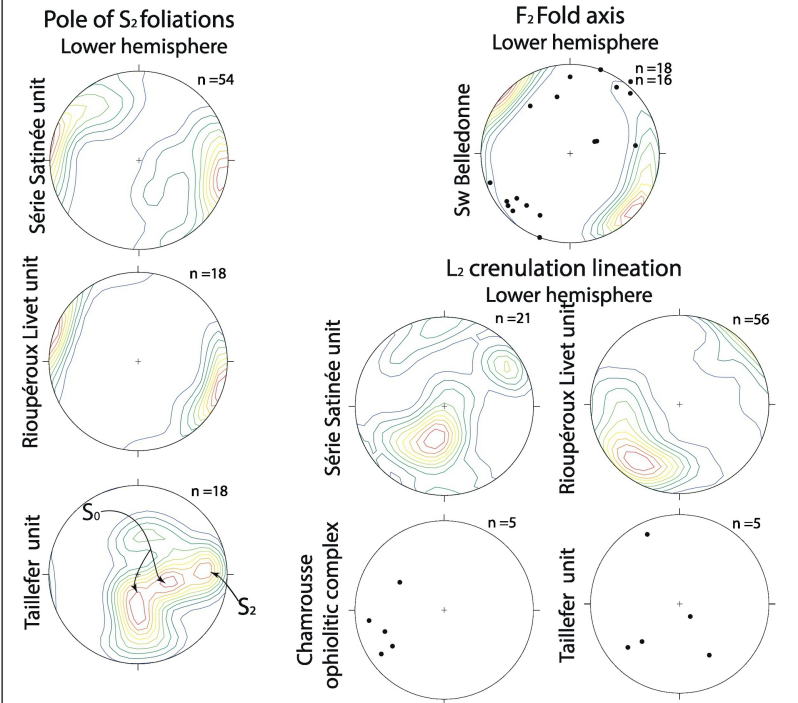 Pole of S₂ foliations
Lower hemisphere
n =54
Série Satinée unit
n =18
Rioupéroux Livet unit
n =18
S₀
S₂
Taillefer unit
F₂ Fold axis
Lower hemisphere
n =18
n =16
Sw Belledonne
L₂ crenulation lineation
Lower hemisphere
n =21
Série Satinée unit
n =56
Rioupéroux Livet unit
n =5
Chamrousse
ophiolitic complex
n =5
Taillefer unit